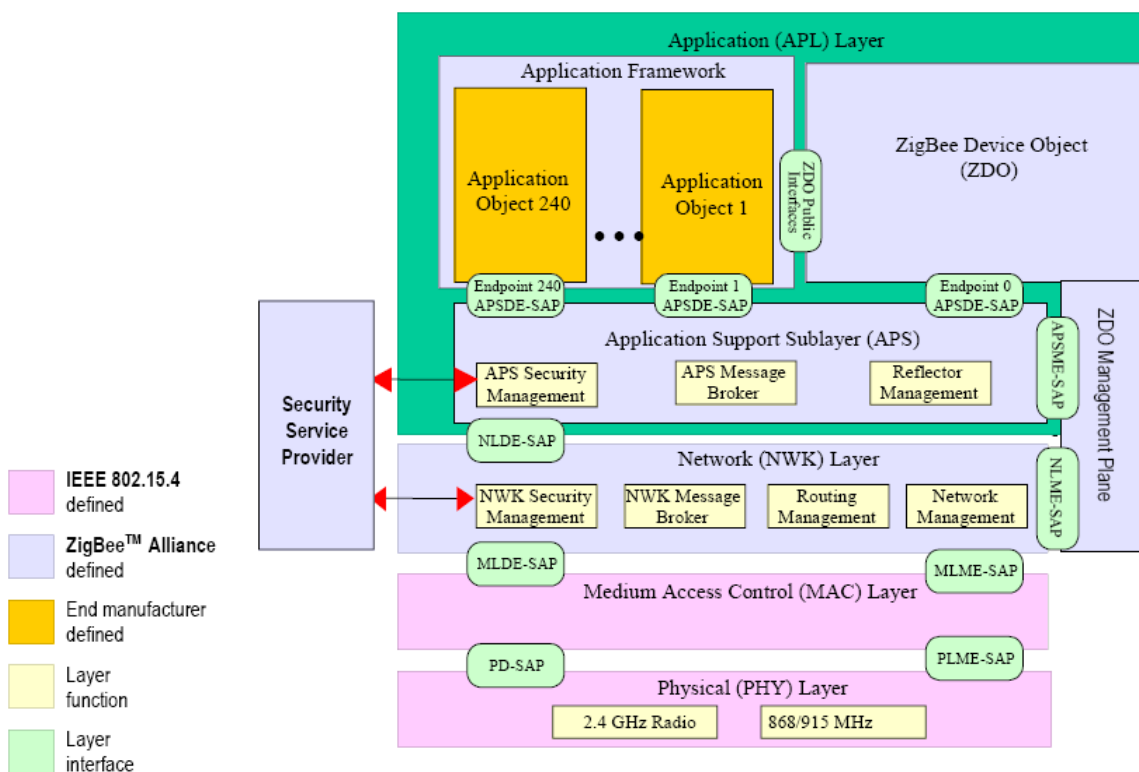 Application (APL) Layer
Application Framework
Application
Object 240
Application
Object 1
ZDO Public
Interfaces
ZigBee Device Object
(ZDO)
Endpoint 240
APSDE-SAP
Endpoint 1
APSDE-SAP
Endpoint 0
APSDE-SAP
Application Support Sublayer (APS)
APS Security
Management
APS Message
Broker
Reflector
Management
APSME-SAP
ZDO Management Plane
Security
Service
Provider
NLDE-SAP
Network (NWK) Layer
NWK Security
Management
NWK Message
Broker
Routing
Management
Network
Management
NLME-SAP
MLDE-SAP
MLME-SAP
Medium Access Control (MAC) Layer
PD-SAP
PLME-SAP
Physical (PHY) Layer
2.4 GHz Radio
868/915 MHz
IEEE 802.15.4
defined
ZigBee™ Alliance
defined
End manufacturer
defined
Layer
function
Layer
interface